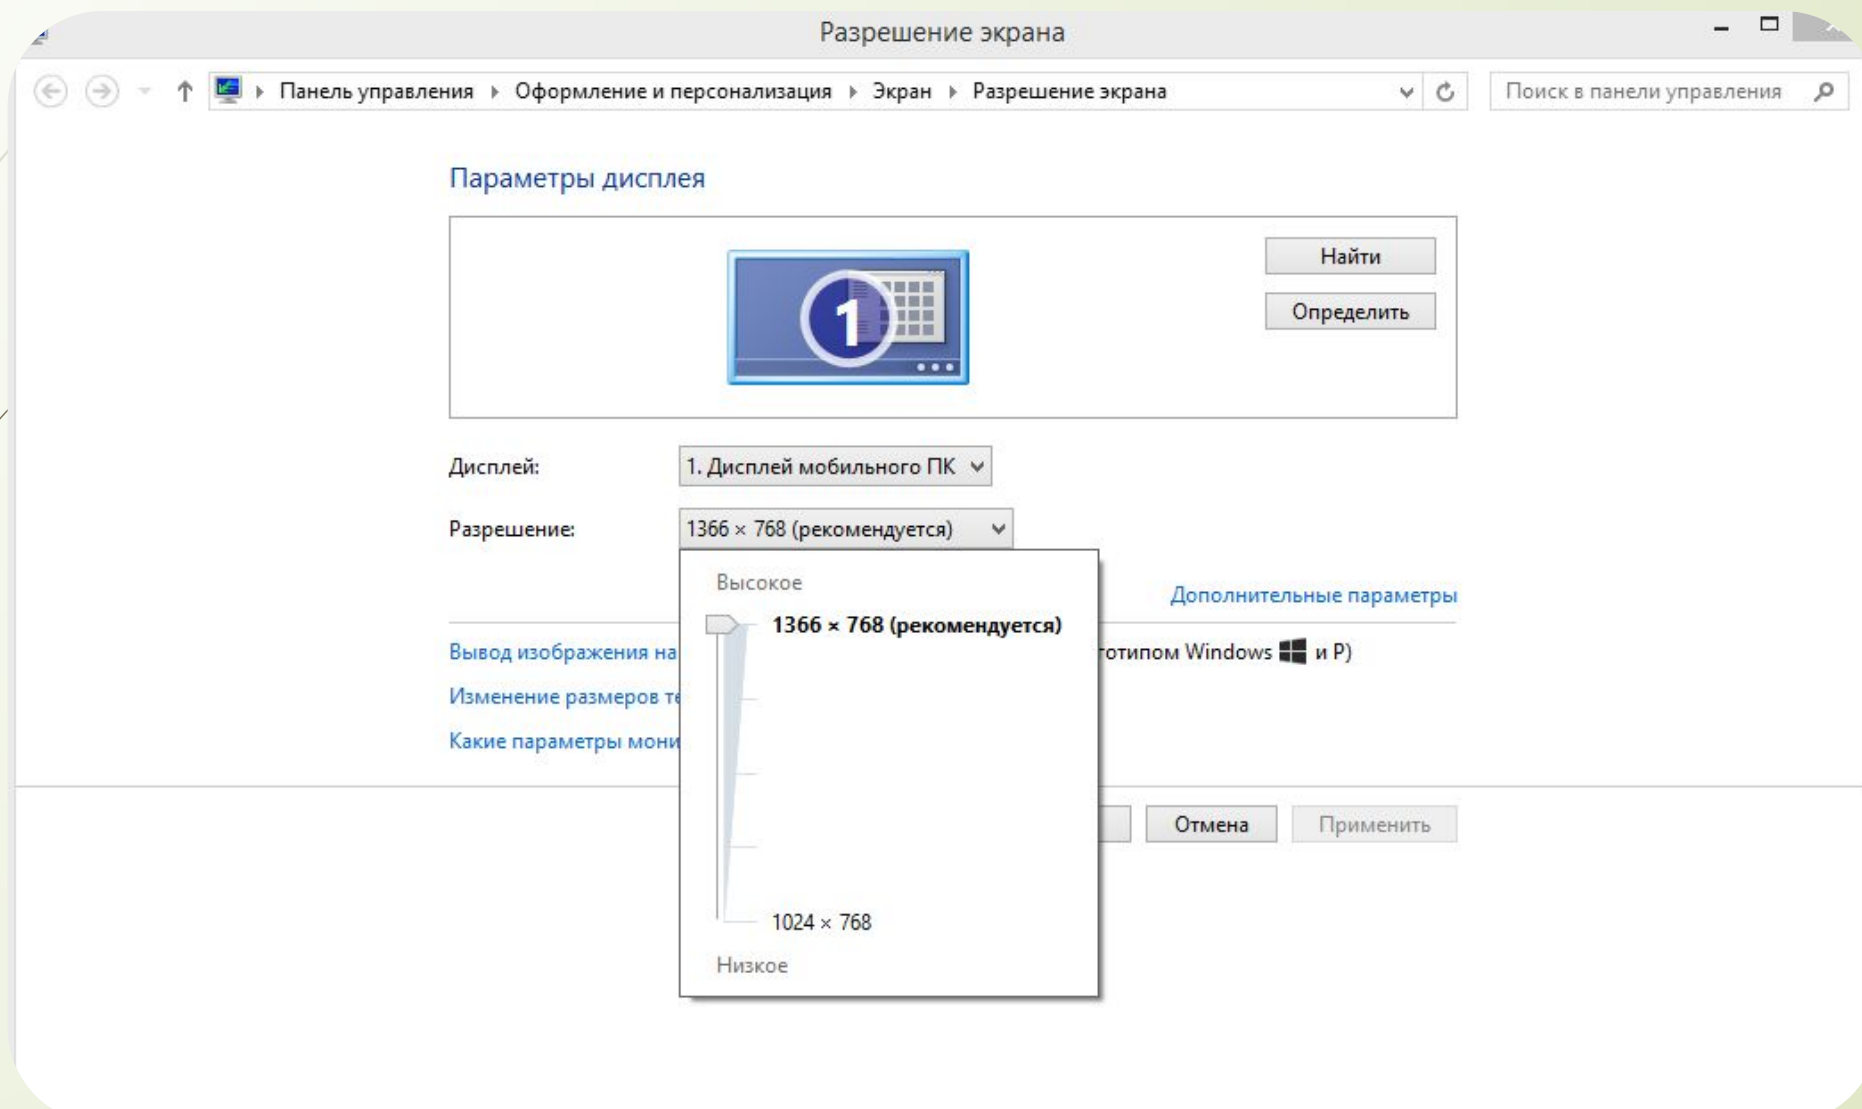 Разрешение экрана
Панель управления Оформление и персонализация Экран Разрешение экрана
Поиск в панели управления
Параметры дисплея
1
Найти
Определить
Дисплей: 1. Дисплей мобильного ПК
Разрешение: 1366 × 768 (рекомендуется)
Высокое
1366 × 768 (рекомендуется)
1024 × 768
Низкое
Дополнительные параметры
Вывод изображения на отипом Windows и P)
Изменение размеров те
Какие параметры мони
Отмена
Применить